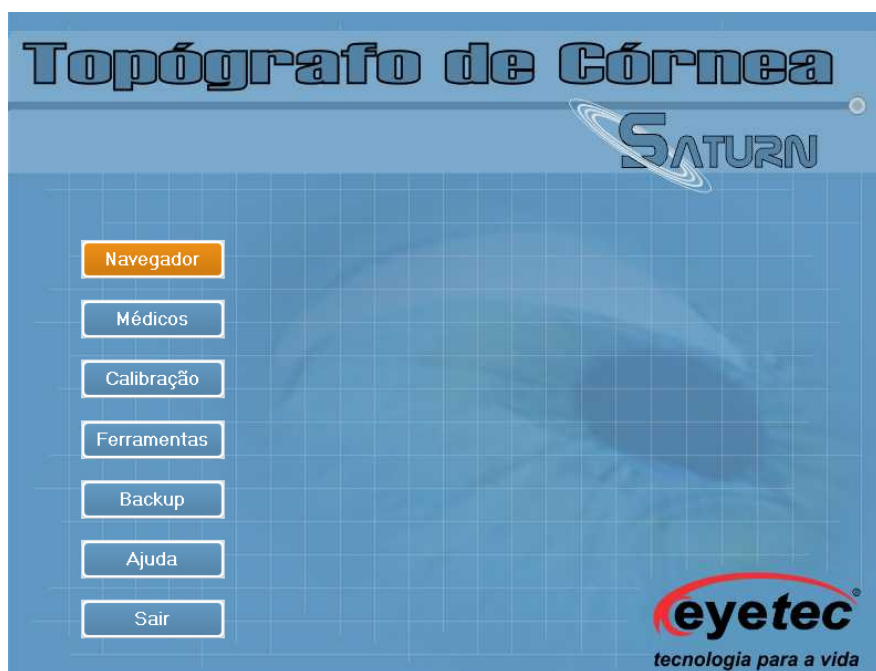 Topógrafo de Córnea
SATURN
Navegador
Médicos
Calibração
Ferramentas
Backup
Ajuda
Sair
eyetec®
tecnologia para a vida